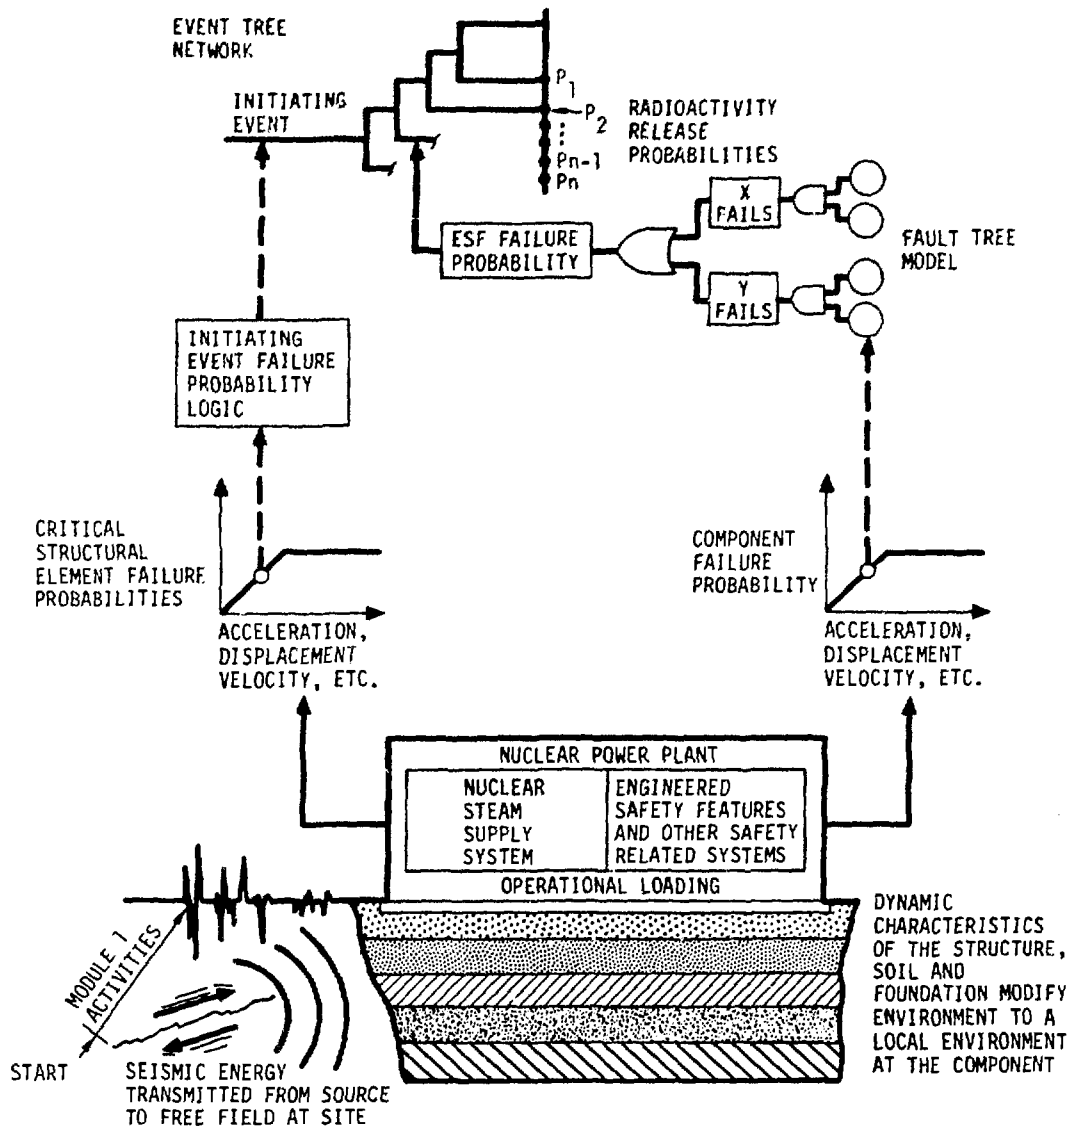 EVENT TREE
NETWORK
INITIATING
EVENT
P1
P2
Pn-1
Pn
RADIOACTIVITY
RELEASE
PROBABILITIES
X
FAILS
ESF FAILURE
PROBABILITY
Y
FAILS
FAULT TREE
MODEL
INITIATING
EVENT FAILURE
PROBABILITY
LOGIC
CRITICAL
STRUCTURAL
ELEMENT FAILURE
PROBABILITIES
ACCELERATION,
DISPLACEMENT
VELOCITY, ETC.
COMPONENT
FAILURE
PROBABILITY
ACCELERATION,
DISPLACEMENT
VELOCITY, ETC.
NUCLEAR POWER PLANT
NUCLEAR
STEAM
SUPPLY
SYSTEM
ENGINEERED
SAFETY FEATURES
AND OTHER SAFETY
RELATED SYSTEMS
OPERATIONAL LOADING
MODULE 1
ACTIVITIES
START
SEISMIC ENERGY
TRANSMITTED FROM SOURCE
TO FREE FIELD AT SITE
DYNAMIC
CHARACTERISTICS
OF THE STRUCTURE,
SOIL AND
FOUNDATION MODIFY
ENVIRONMENT TO A
LOCAL ENVIRONMENT
AT THE COMPONENT